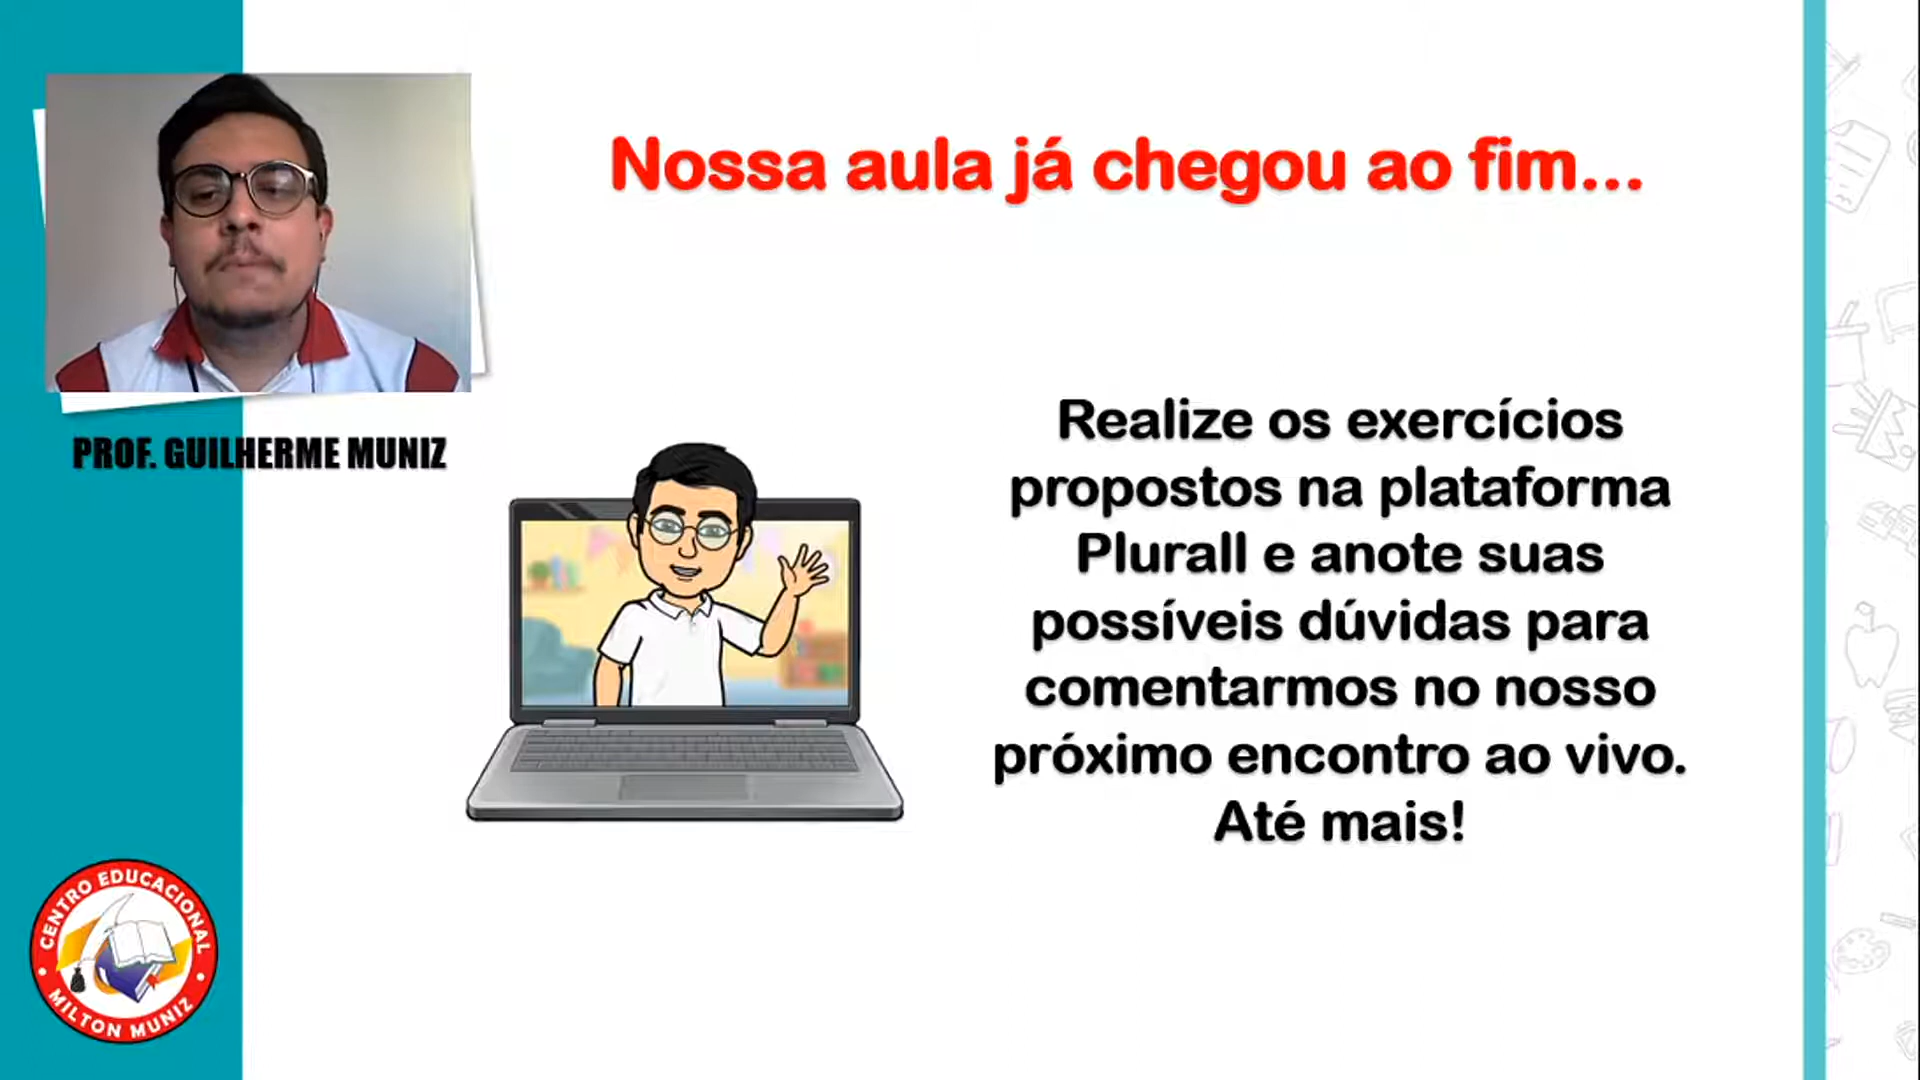 Nossa aula já chegou ao fim...
PROF. GUILHERME MUNIZ
Realize os exercícios
propostos na plataforma
Plurall e anote suas
possíveis dúvidas para
comentarmos no nosso
próximo encontro ao vivo.
Até mais!
CENTRO EDUCACIONAL
MILTON MUNIZ